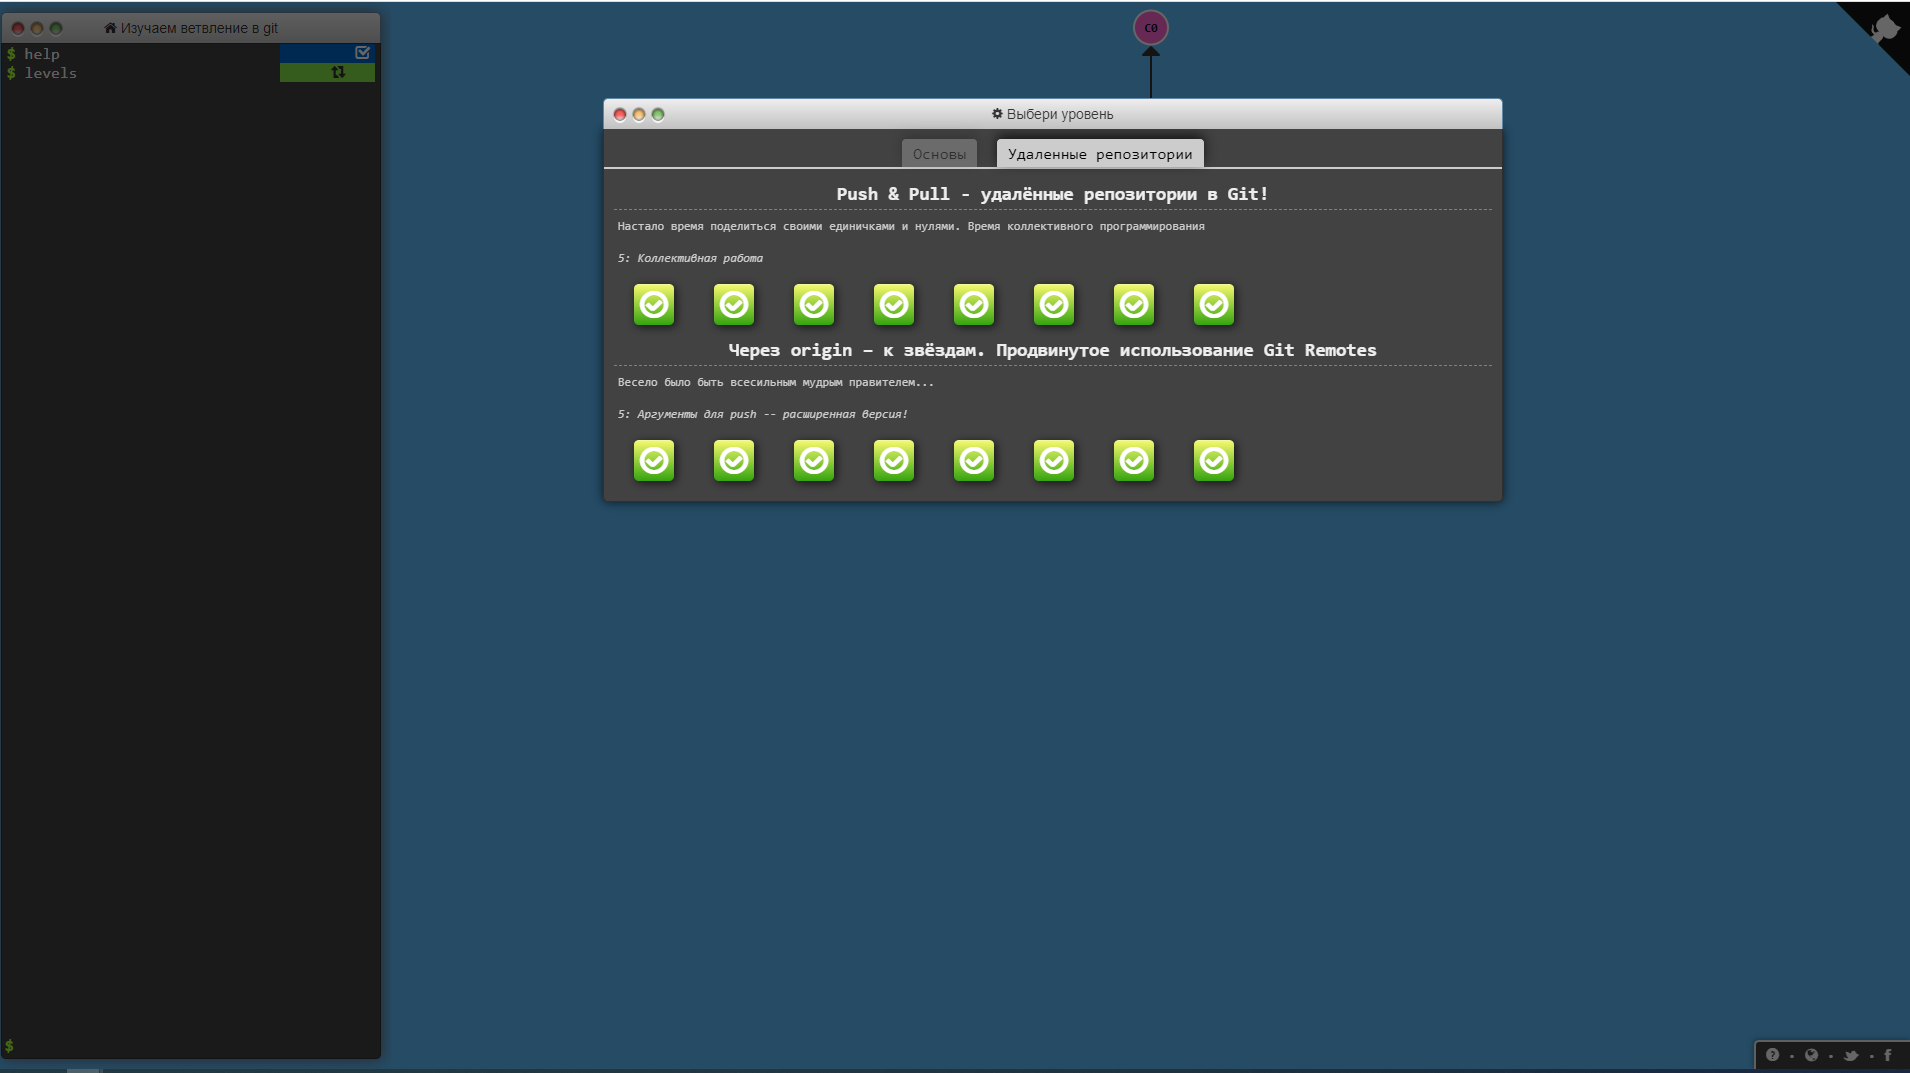 Изучаем ветвление в git
$ help
$ levels
C0
Выбери уровень
Основы
Удаленные репозитории
Push & Pull - удалённые репозитории в Git!
Настало время поделиться своими единичками и нулями. Время коллективного программирования
5: Коллективная работа
Через origin – к звёздам. Продвинутое использование Git Remotes
Весело было быть всесильным мудрым правителем...
5: Аргументы для push -- расширенная версия!
$